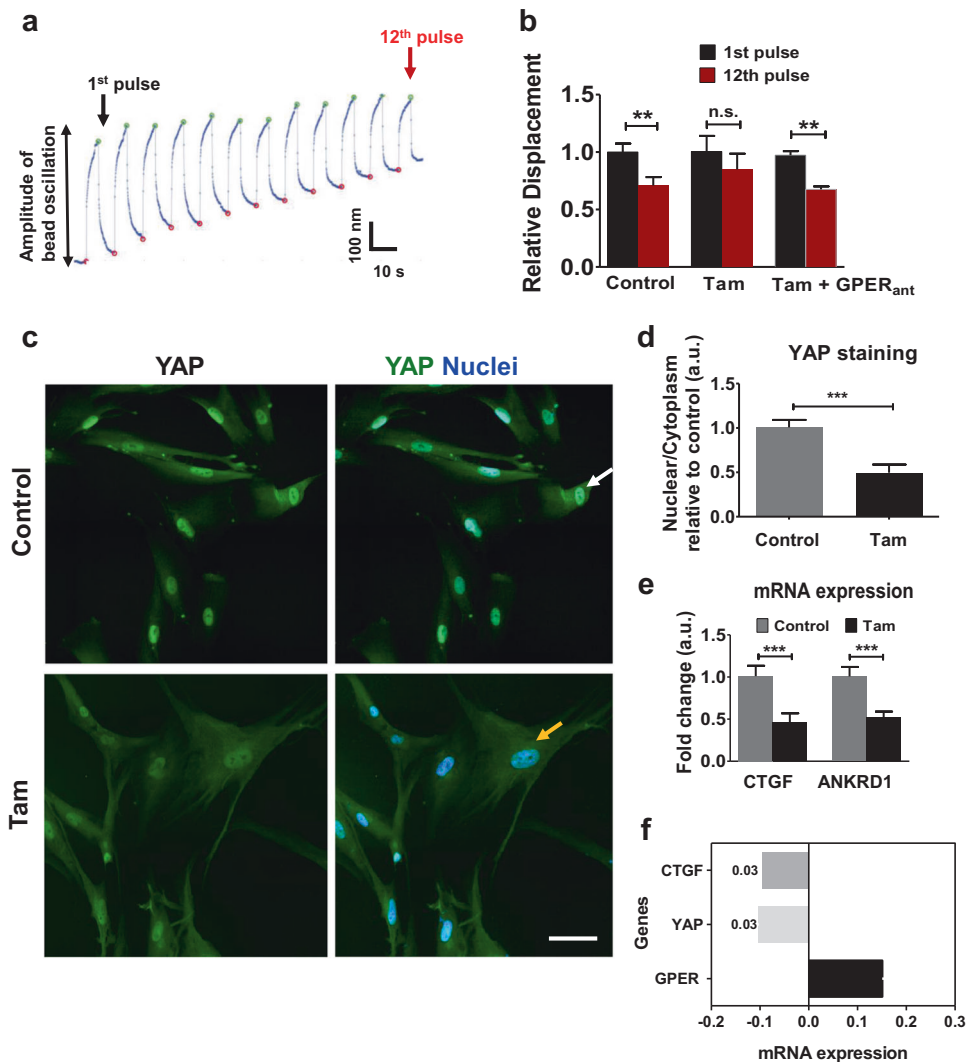 a
1st pulse
12th pulse
Amplitude of
bead oscillation
100 nm
10 s
b
1st pulse
12th pulse
Relative Displacement
1.5
1.0
0.5
0.0
**
n.s.
**
Control
Tam
Tam + GPERant
c
YAP
YAP Nuclei
Control
Tam
d
YAP staining
Nuclear/Cytoplasm
relative to control (a.u.)
1.5
1.0
0.5
0.0
***
Control
Tam
e
mRNA expression
Control
Tam
Fold change (a.u.)
1.5
1.0
0.5
0.0
***
***
CTGF
ANKRD1
f
Genes
CTGF
YAP
GPER
0.03
0.03
-0.2
-0.1
0.0
0.1
0.2
0.3
mRNA expression